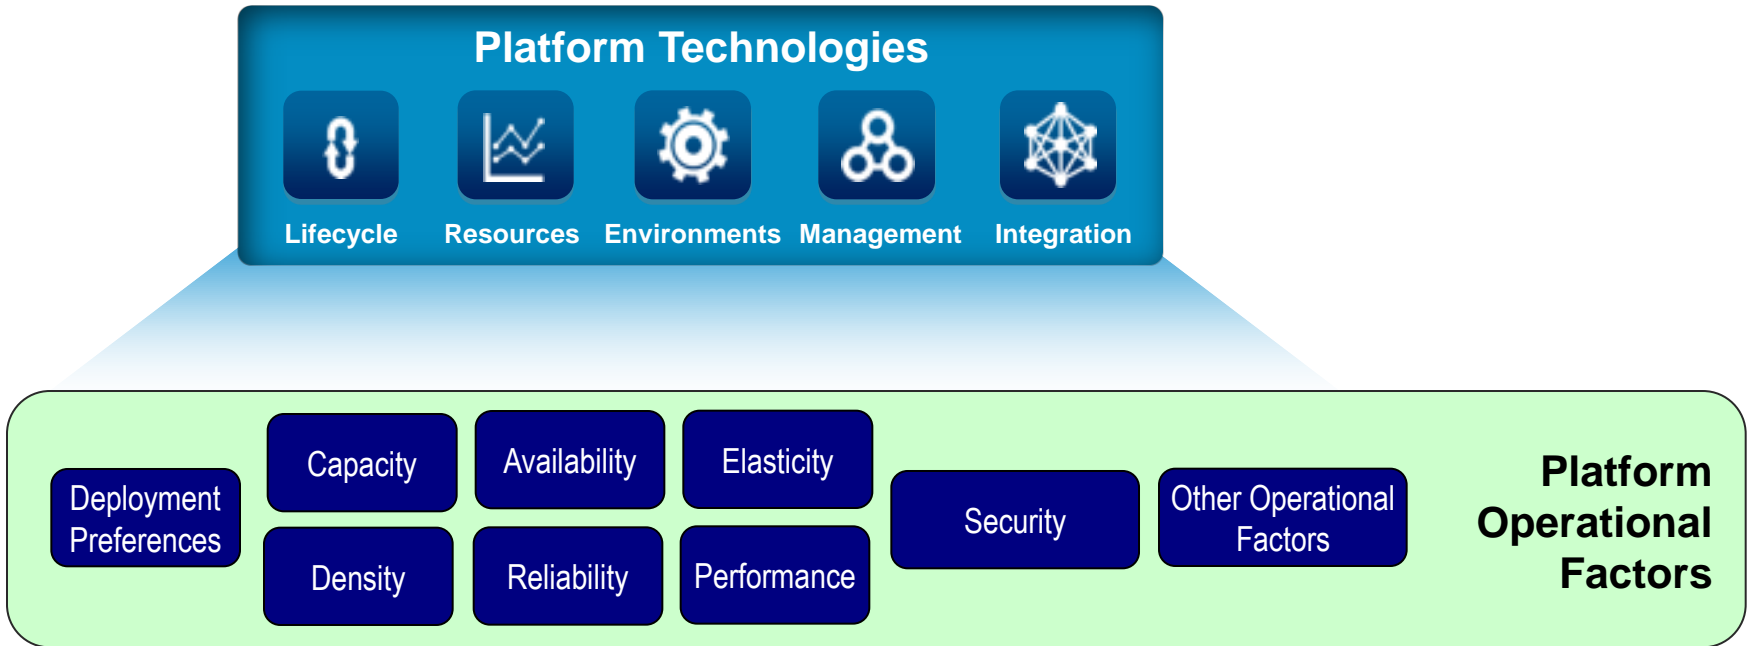 Platform Technologies
Lifecycle
Resources
Environments
Management
Integration
Deployment
Preferences
Capacity
Availability
Elasticity
Density
Reliability
Performance
Security
Other Operational
Factors
Platform
Operational
Factors